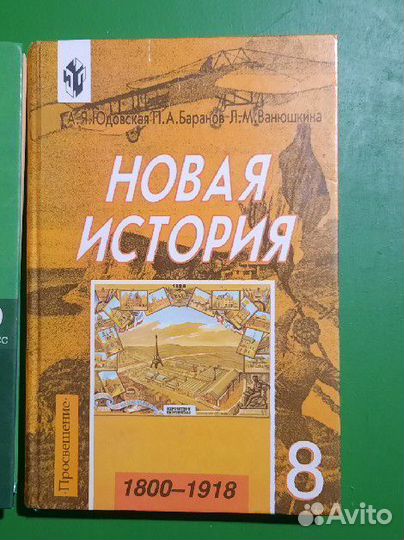 А.Я.Юдовская П.А.Баранов Л.М.Ванюшкина
НОВАЯ
ИСТОРИЯ
·Просвещение·
1800–1918
8
Avito